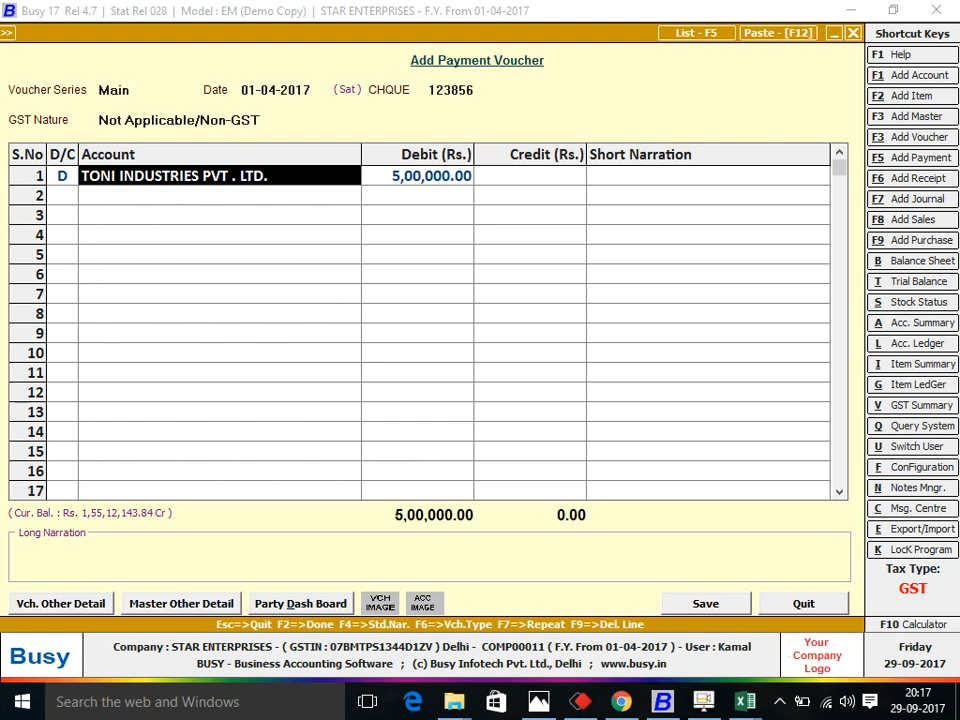 Busy 17 Rel 4.7 | Stat Rel 028 | Model : EM (Demo Copy) | STAR ENTERPRISES - F.Y. From 01-04-2017
>> List - F5 Paste - [F12]
Add Payment Voucher
Voucher Series Main Date 01-04-2017 (Sat) CHQUE 123856
GST Nature Not Applicable/Non-GST
S.No D/C Account Debit (Rs.) Credit (Rs.) Short Narration
1 D TONI INDUSTRIES PVT . LTD. 5,00,000.00
2
3
4
5
6
7
8
9
10
11
12
13
14
15
16
17
( Cur. Bal. : Rs. 1,55,12,143.84 Cr ) 5,00,000.00 0.00
Long Narration
Vch. Other Detail Master Other Detail Party Dash Board VCH IMAGE ACC IMAGE Save Quit
Esc=>Quit F2=>Done F4=>Std.Nar. F6=>Vch.Type F7=>Repeat F9=>Del. Line
Shortcut Keys
F1 Help
F1 Add Account
F2 Add Item
F3 Add Master
F3 Add Voucher
F5 Add Payment
F6 Add Receipt
F7 Add Journal
F8 Add Sales
F9 Add Purchase
B Balance Sheet
T Trial Balance
S Stock Status
A Acc. Summary
L Acc. Ledger
I Item Summary
G Item LedGer
V GST Summary
Q Query System
U Switch User
F ConFiguration
N Notes Mngr.
C Msg. Centre
E Export/Import
K LocK Program
Tax Type:
GST
F10 Calculator
Busy
Company : STAR ENTERPRISES - ( GSTIN : 07BMTPS1344D1ZV ) Delhi - COMP00011 ( F.Y. From 01-04-2017 ) - User : Kamal
BUSY - Business Accounting Software ; (c) Busy Infotech Pvt. Ltd., Delhi ; www.busy.in
Your
Company
Logo
Friday
29-09-2017
Search the web and Windows
20:17
29-09-2017